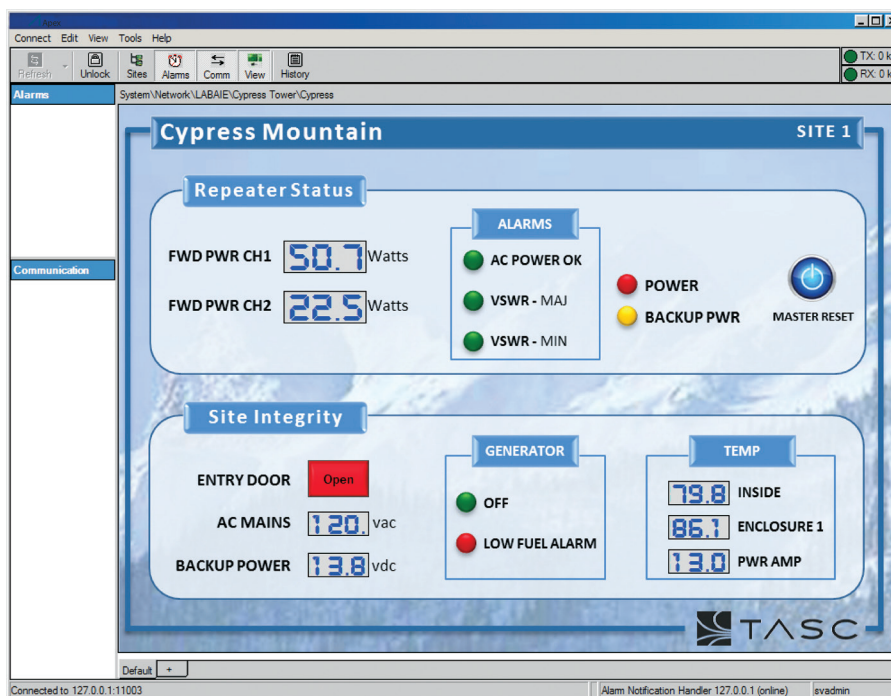 Apex
Connect Edit View Tools Help
Refresh Unlock Sites Alarms Comm View History
TX: 0 k
RX: 0 k
Alarms
System\Network\LABAIE\Cypress Tower\Cypress
Cypress Mountain SITE 1
Repeater Status
FWD PWR CH1 50.7 Watts
FWD PWR CH2 22.5 Watts
ALARMS
AC POWER OK
VSWR - MAJ
VSWR - MIN
POWER
BACKUP PWR
MASTER RESET
Communication
Site Integrity
ENTRY DOOR Open
AC MAINS 120. vac
BACKUP POWER 13.8 vdc
GENERATOR
OFF
LOW FUEL ALARM
TEMP
79.8 INSIDE
86.1 ENCLOSURE 1
13.0 PWR AMP
TASC
Default +
Connected to 127.0.0.1:11003
Alarm Notification Handler 127.0.0.1 (online) svadmin